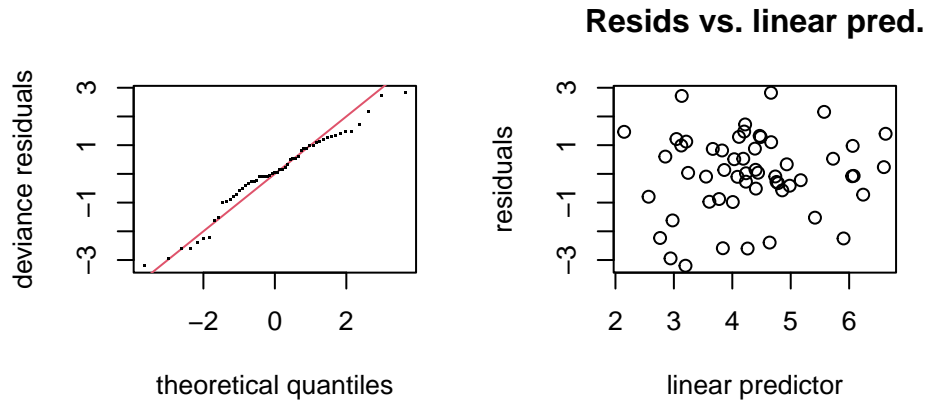 Resids vs. linear pred.
deviance residuals
3
1
−1
−3
−2 0 2
theoretical quantiles
residuals
3
1
−1
−3
2 3 4 5 6
linear predictor